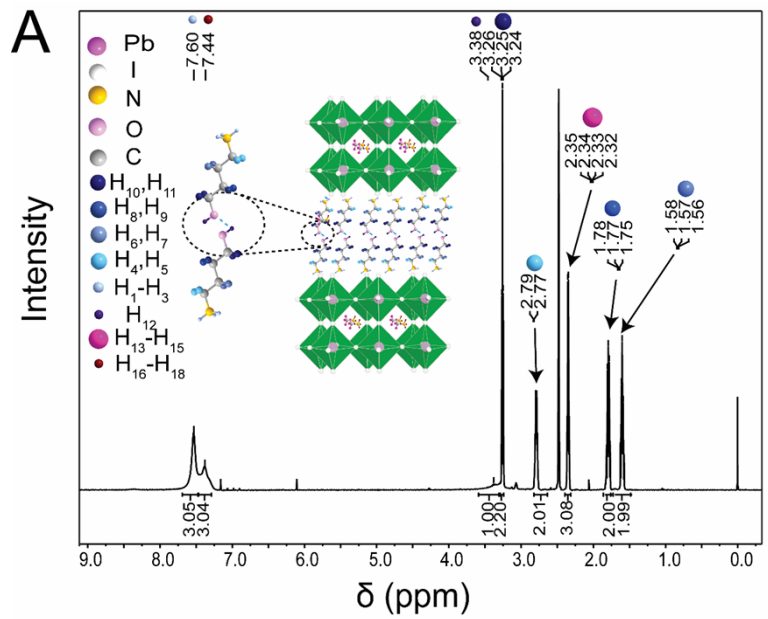 A
Pb
I
N
O
C
H10,H11
H8,H9
H6,H7
H4,H5
H1-H3
H12
H13-H15
H16-H18
7.60
7.44
3.38
3.26
3.25
3.24
2.79
2.77
2.35
2.34
2.33
2.32
1.78
1.77
1.75
1.58
1.57
1.56
Intensity
3.05
3.04
1.00
2.20
2.01
3.08
2.00
1.99
9.0 8.0 7.0 6.0 5.0 4.0 3.0 2.0 1.0 0.0
δ (ppm)